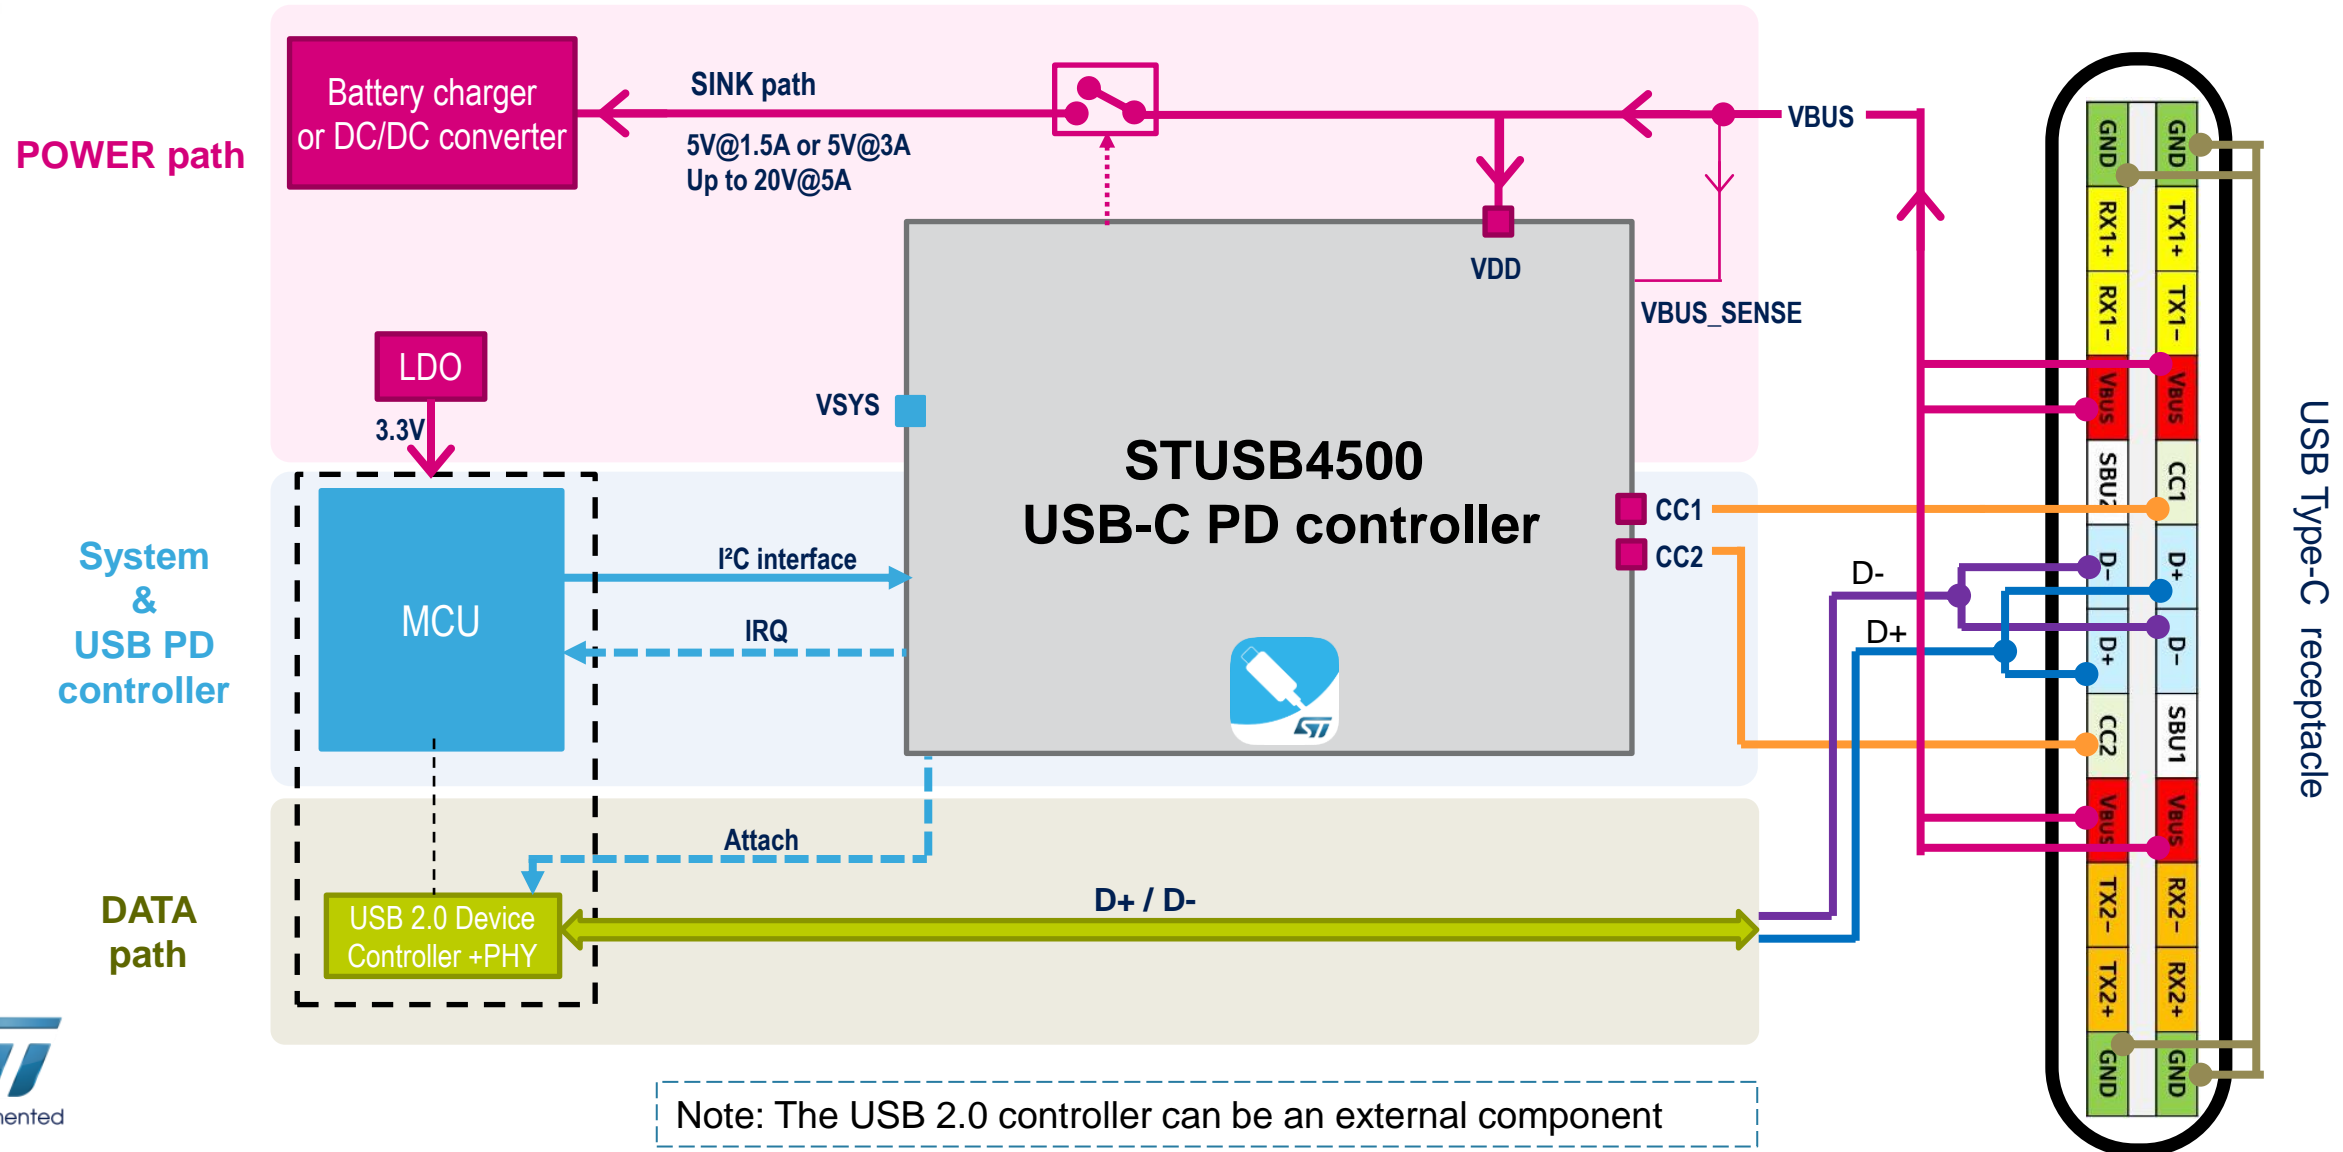 POWER path
Battery charger
or DC/DC converter
SINK path
5V@1.5A or 5V@3A
Up to 20V@5A
VBUS
VDD
VBUS_SENSE
LDO
3.3V
VSYS
STUSB4500
USB-C PD controller
CC1
CC2
System
&
USB PD
controller
MCU
I²C interface
IRQ
Attach
DATA
path
USB 2.0 Device
Controller +PHY
D+ / D-
D-
D+
GND
RX1+
RX1−
VBUS
SBU2
D−
D+
CC2
VBUS
TX2−
TX2+
GND
GND
TX1+
TX1−
VBUS
CC1
D+
D−
SBU1
VBUS
RX2−
RX2+
GND
USB Type-C receptacle
Note: The USB 2.0 controller can be an external component